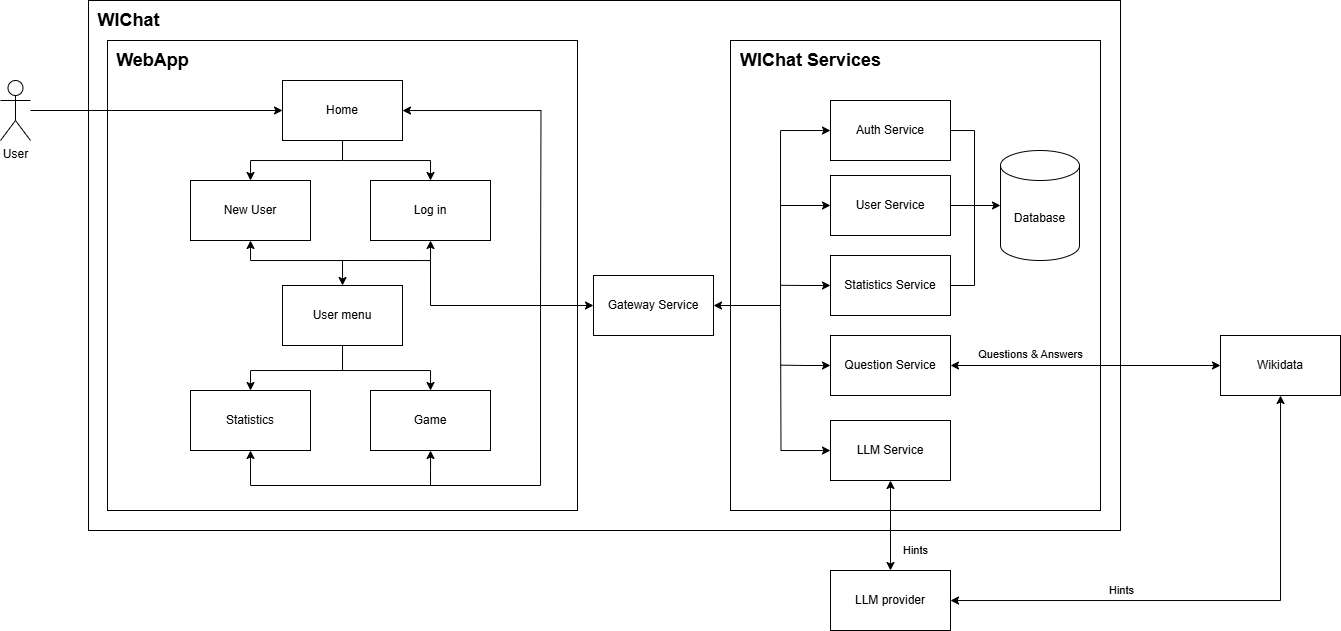 WIChat
WebApp
WIChat Services
Home
User
Auth Service
New User
Log in
User Service
Database
Statistics Service
User menu
Gateway Service
Question Service
Questions & Answers
Wikidata
Statistics
Game
LLM Service
Hints
LLM provider
Hints